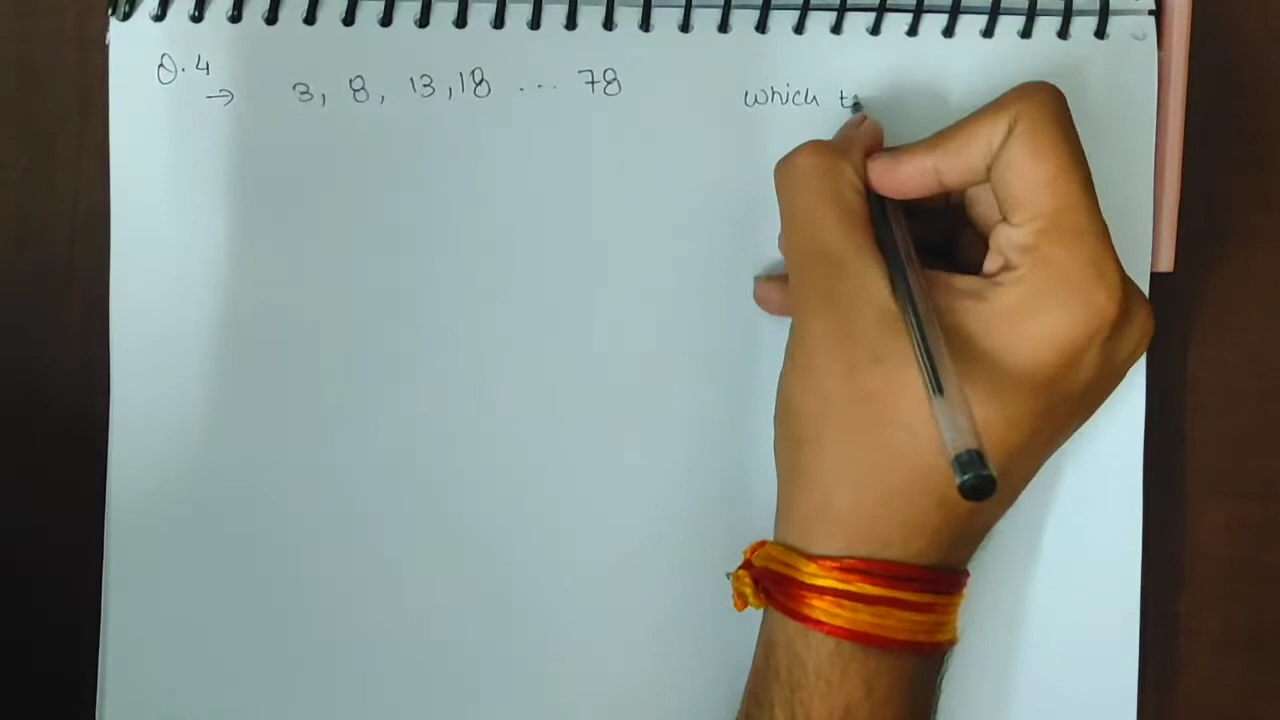 Q.4
→ 3, 8, 13, 18 ... 78 which